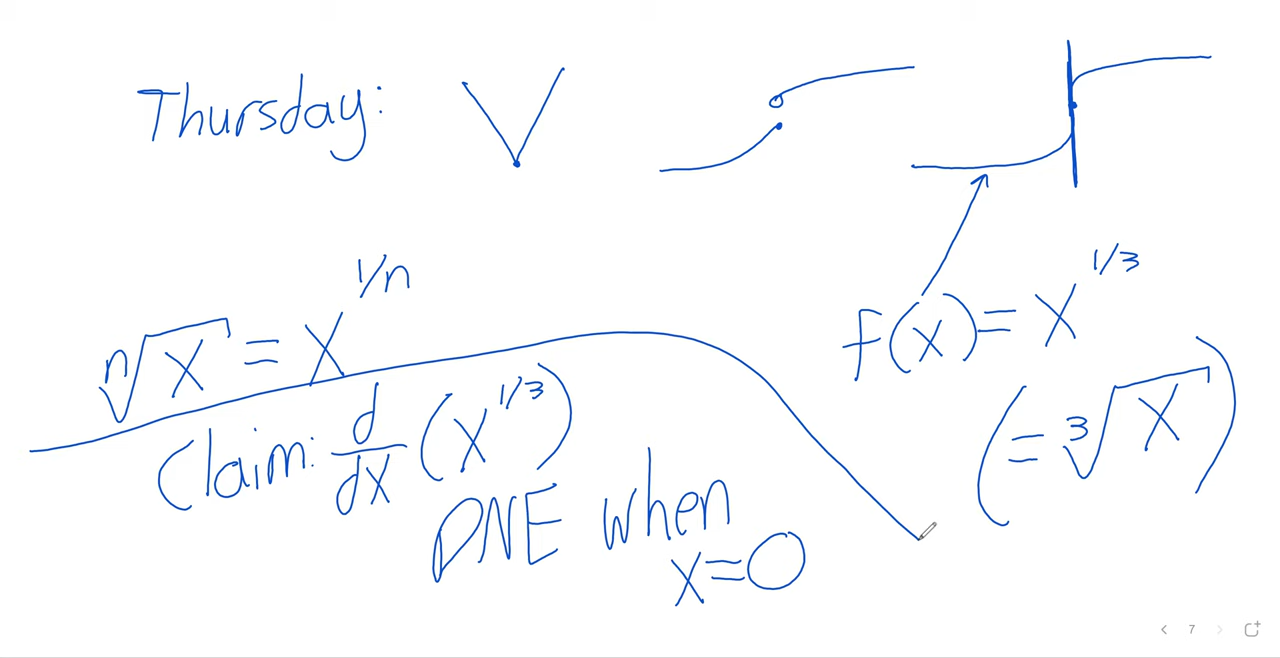 Thursday:
ⁿ√x = x^{1/n}
f(x) = x^{1/3}
(= ³√x)
Claim: d/dx (x^{1/3})
DNE when
x=0
7